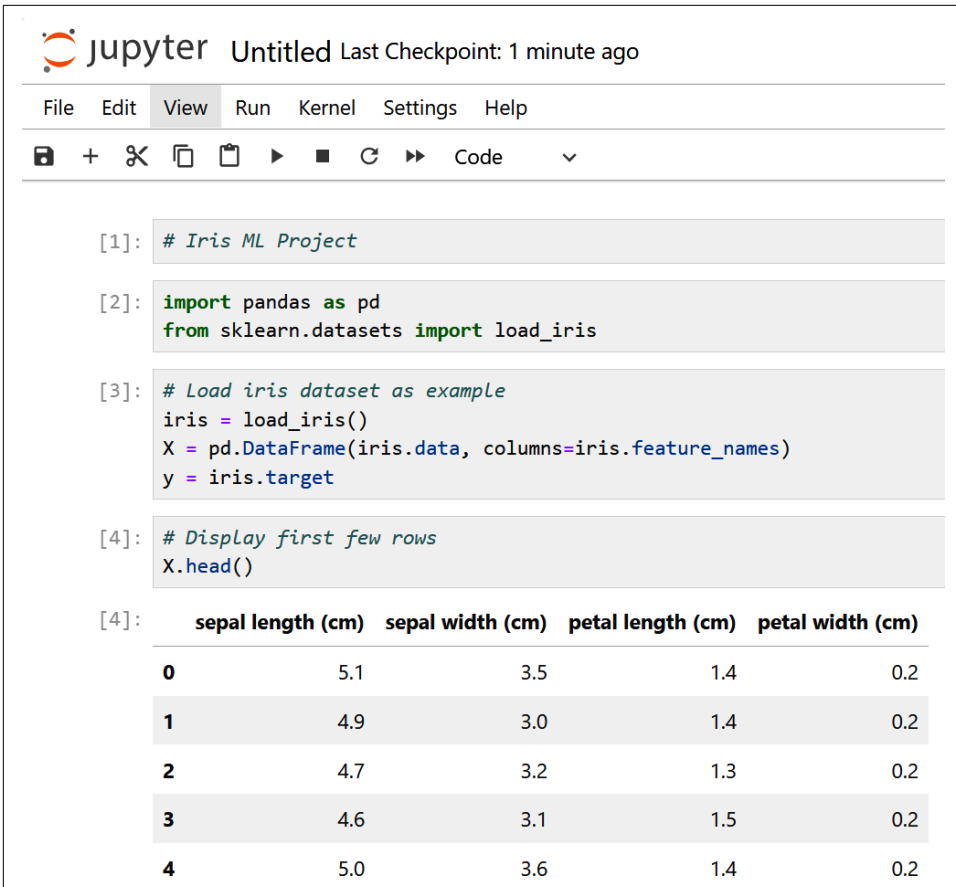 jupyter Untitled Last Checkpoint: 1 minute ago
File Edit View Run Kernel Settings Help
Code
[1]: # Iris ML Project
[2]: import pandas as pd
from sklearn.datasets import load_iris
[3]: # Load iris dataset as example
iris = load_iris()
X = pd.DataFrame(iris.data, columns=iris.feature_names)
y = iris.target
[4]: # Display first few rows
X.head()
[4]: sepal length (cm) sepal width (cm) petal length (cm) petal width (cm)
0 5.1 3.5 1.4 0.2
1 4.9 3.0 1.4 0.2
2 4.7 3.2 1.3 0.2
3 4.6 3.1 1.5 0.2
4 5.0 3.6 1.4 0.2